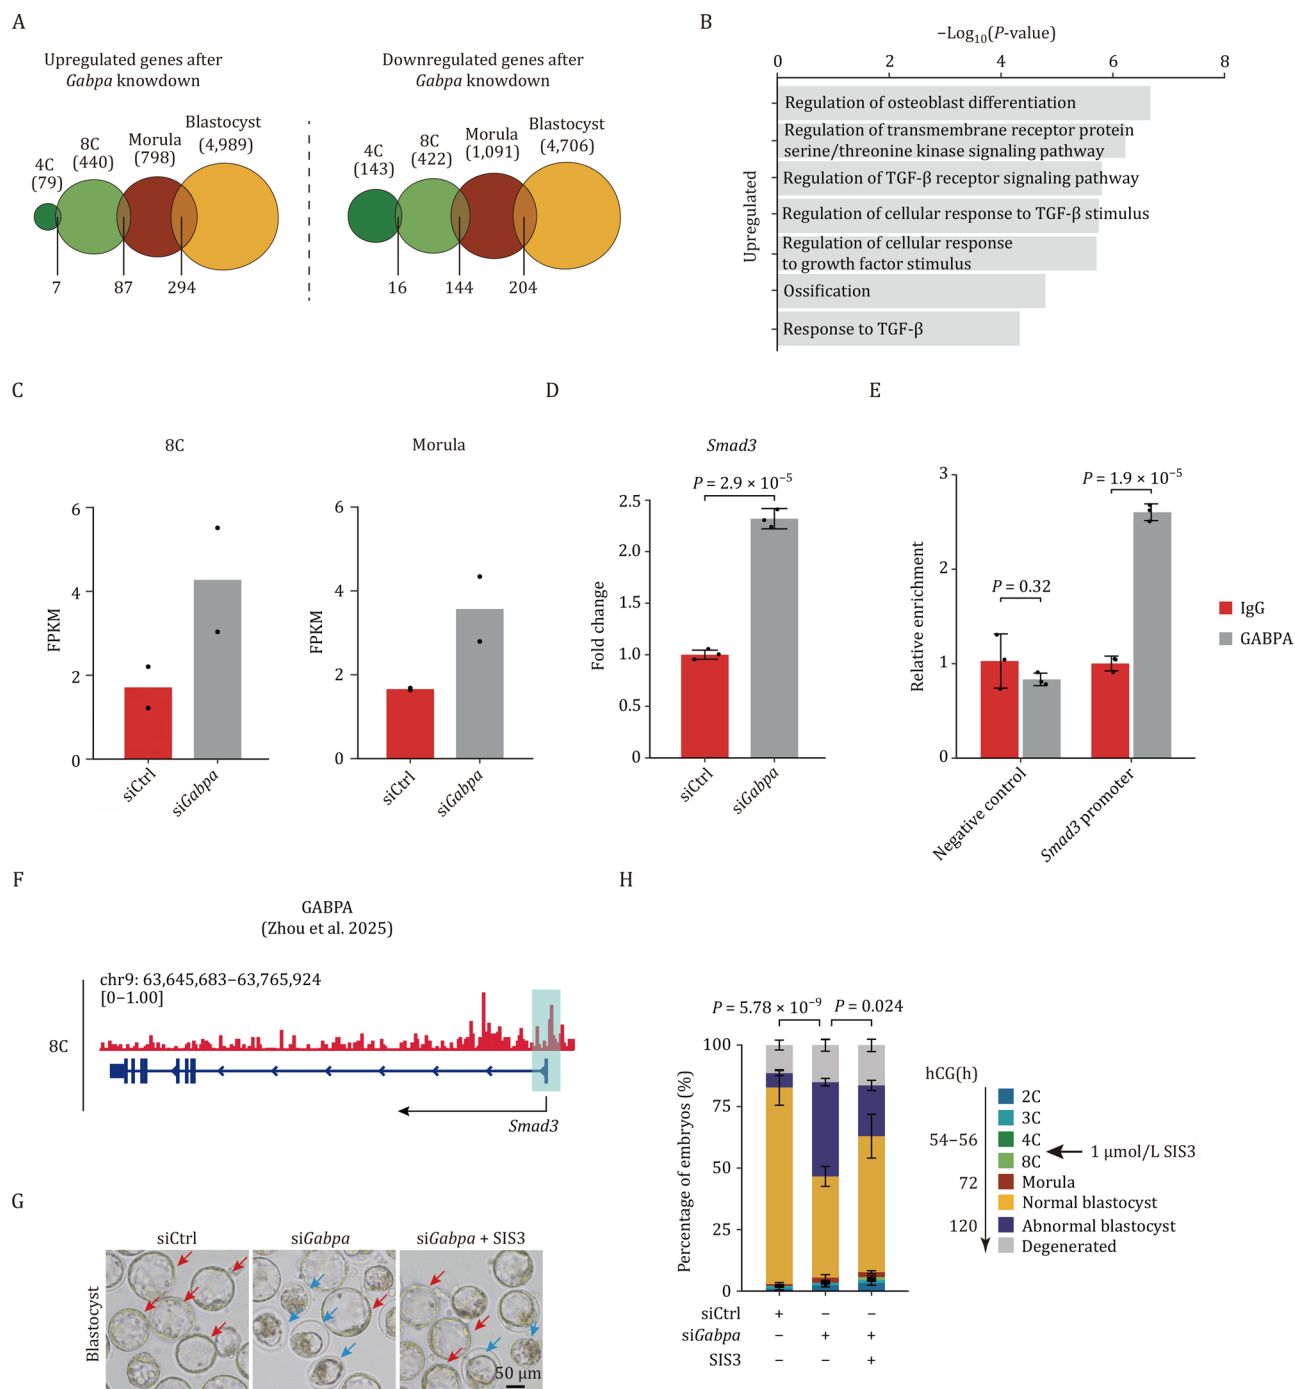 A
Upregulated genes after
Gabpa knowdown
Downregulated genes after
Gabpa knowdown
4C
(79)
8C
(440)
Morula
(798)
Blastocyst
(4,989)
7
87
294
4C
(143)
8C
(422)
Morula
(1,091)
Blastocyst
(4,706)
16
144
204
B
−Log10(P-value)
0 2 4 6 8
Upregulated
Regulation of osteoblast differentiation
Regulation of transmembrane receptor protein
serine/threonine kinase signaling pathway
Regulation of TGF-β receptor signaling pathway
Regulation of cellular response to TGF-β stimulus
Regulation of cellular response
to growth factor stimulus
Ossification
Response to TGF-β
C
8C
FPKM
6
4
2
0
siCtrl
siGabpa
Morula
FPKM
6
4
2
0
siCtrl
siGabpa
D
Smad3
P = 2.9 × 10−5
Fold change
2.5
2.0
1.5
1.0
0.5
0
siCtrl
siGabpa
E
P = 1.9 × 10−5
P = 0.32
Relative enrichment
3
2
1
0
Negative control
Smad3 promoter
IgG
GABPA
F
GABPA
(Zhou et al. 2025)
chr9: 63,645,683−63,765,924
[0−1.00]
8C
Smad3
G
siCtrl
siGabpa
siGabpa + SIS3
Blastocyst
50 μm
H
P = 5.78 × 10−9
P = 0.024
Percentage of embryos (%)
100
75
50
25
0
siCtrl + − −
siGabpa − + +
SIS3 − − +
hCG(h)
54−56
72
120
2C
3C
4C
8C
Morula
Normal blastocyst
Abnormal blastocyst
Degenerated
1 μmol/L SIS3